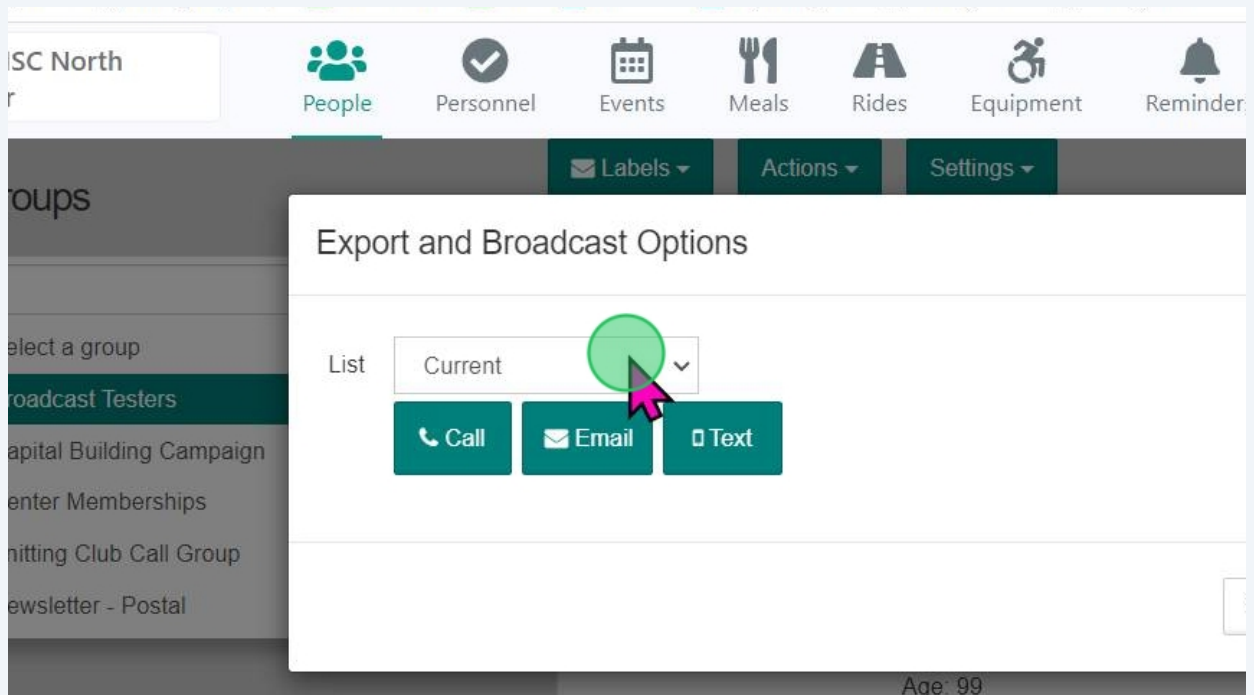 ISC North
r
People Personnel Events Meals Rides Equipment Reminder
Labels Actions Settings
oups
Export and Broadcast Options
elect a group
List Current
roadcast Testers
Call Email Text
apital Building Campaign
enter Memberships
nitting Club Call Group
ewsletter - Postal
Age: 99